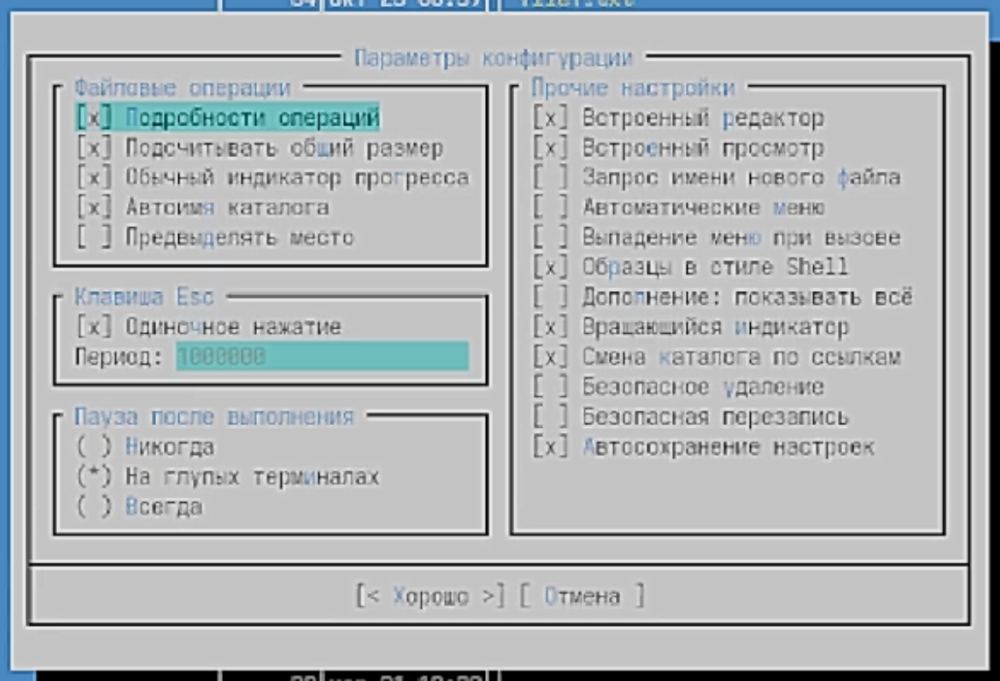 Параметры конфигурации
Файловые операции
[x] Подробности операций
[x] Подсчитывать общий размер
[x] Обычный индикатор прогресса
[x] Автоимя каталога
[ ] Предвыделять место
Клавиша Esc
[x] Одиночное нажатие
Период: 1000000
Пауза после выполнения
( ) Никогда
(*) На глупых терминалах
( ) Всегда
Прочие настройки
[x] Встроенный редактор
[x] Встроенный просмотр
[ ] Запрос имени нового файла
[ ] Автоматические меню
[ ] Выпадение меню при вызове
[x] Образцы в стиле Shell
[ ] Дополнение: показывать всё
[x] Вращающийся индикатор
[x] Смена каталога по ссылкам
[ ] Безопасное удаление
[ ] Безопасная перезапись
[x] Автосохранение настроек
[< Хорошо >] [ Отмена ]